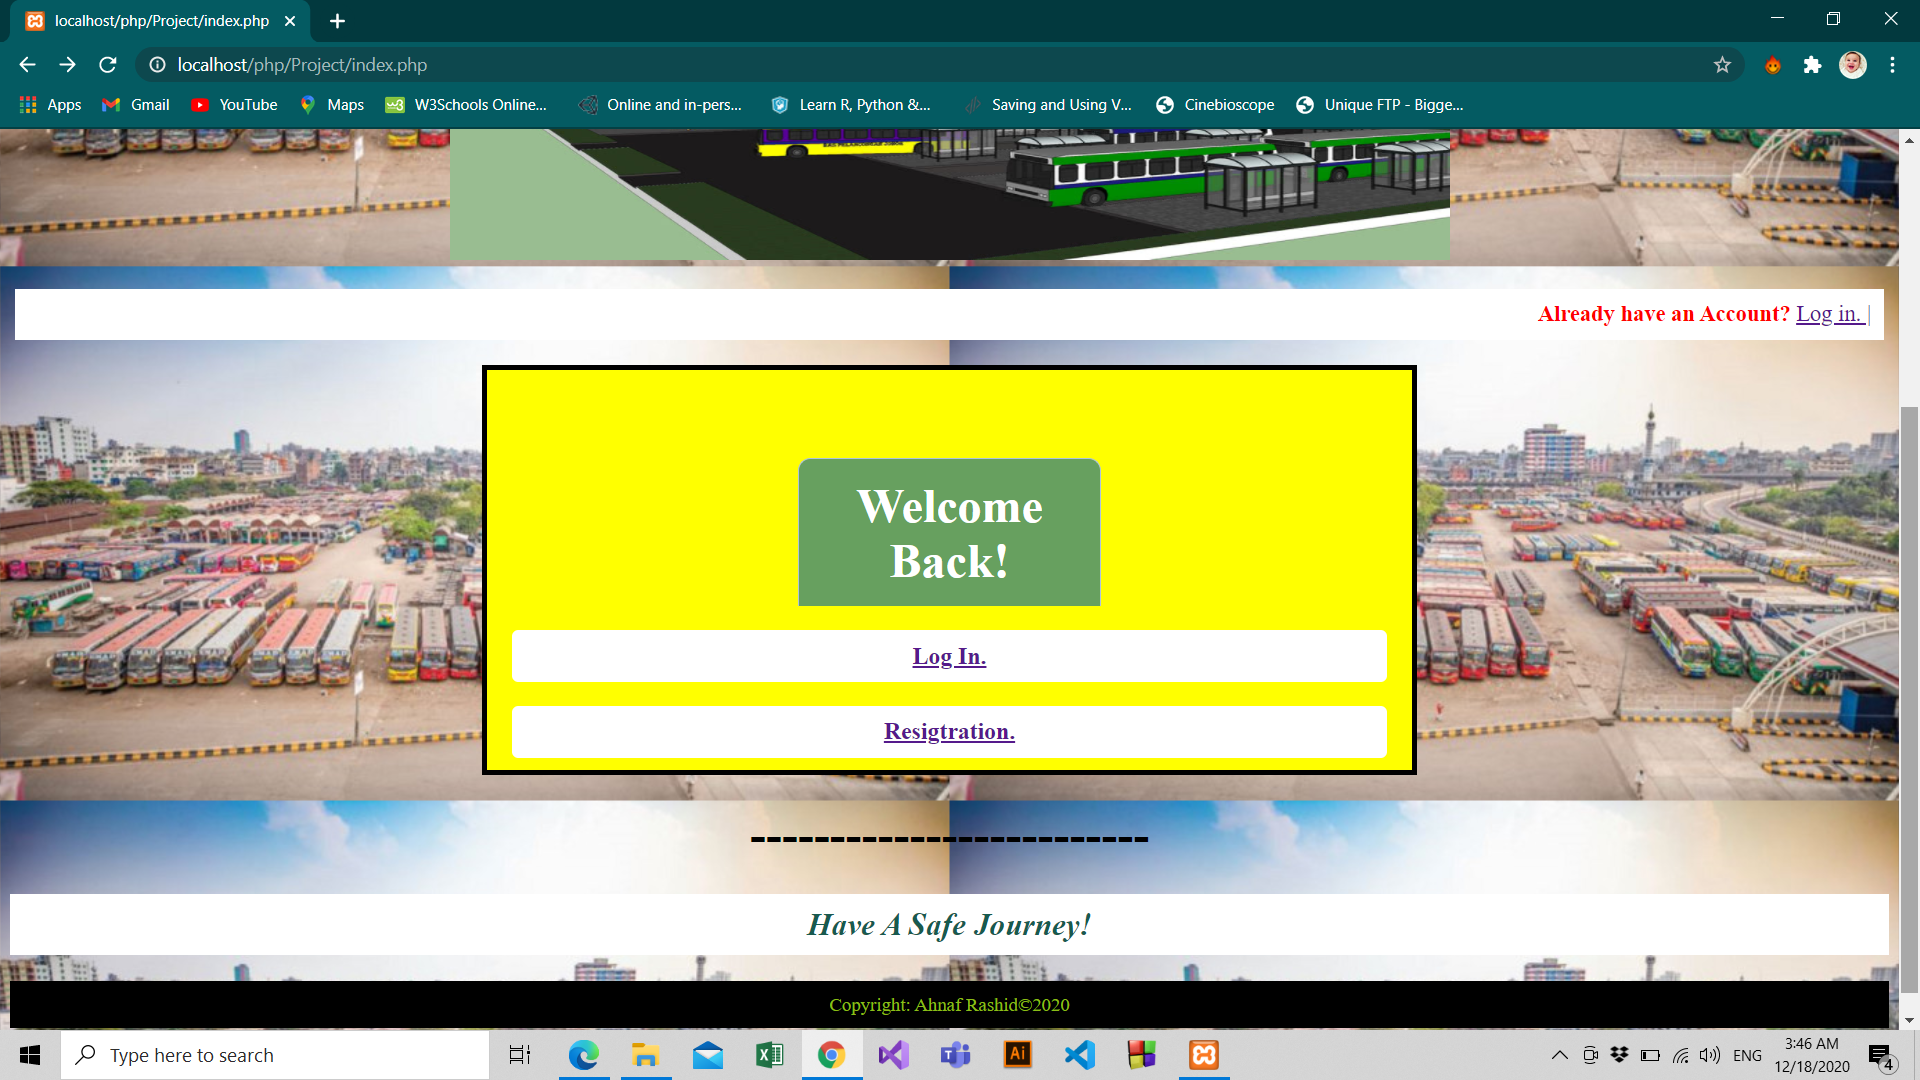 localhost/php/Project/index.php
localhost/php/Project/index.php
Apps
Gmail
YouTube
Maps
W3Schools Online...
Online and in-pers...
Learn R, Python &...
Saving and Using V...
Cinebioscope
Unique FTP - Bigge...
Already have an Account? Log in. |
Welcome
Back!
Log In.
Resigtration.
-------------------------
Have A Safe Journey!
Copyright: Ahnaf Rashid©2020
Type here to search
ENG
3:46 AM
12/18/2020
4